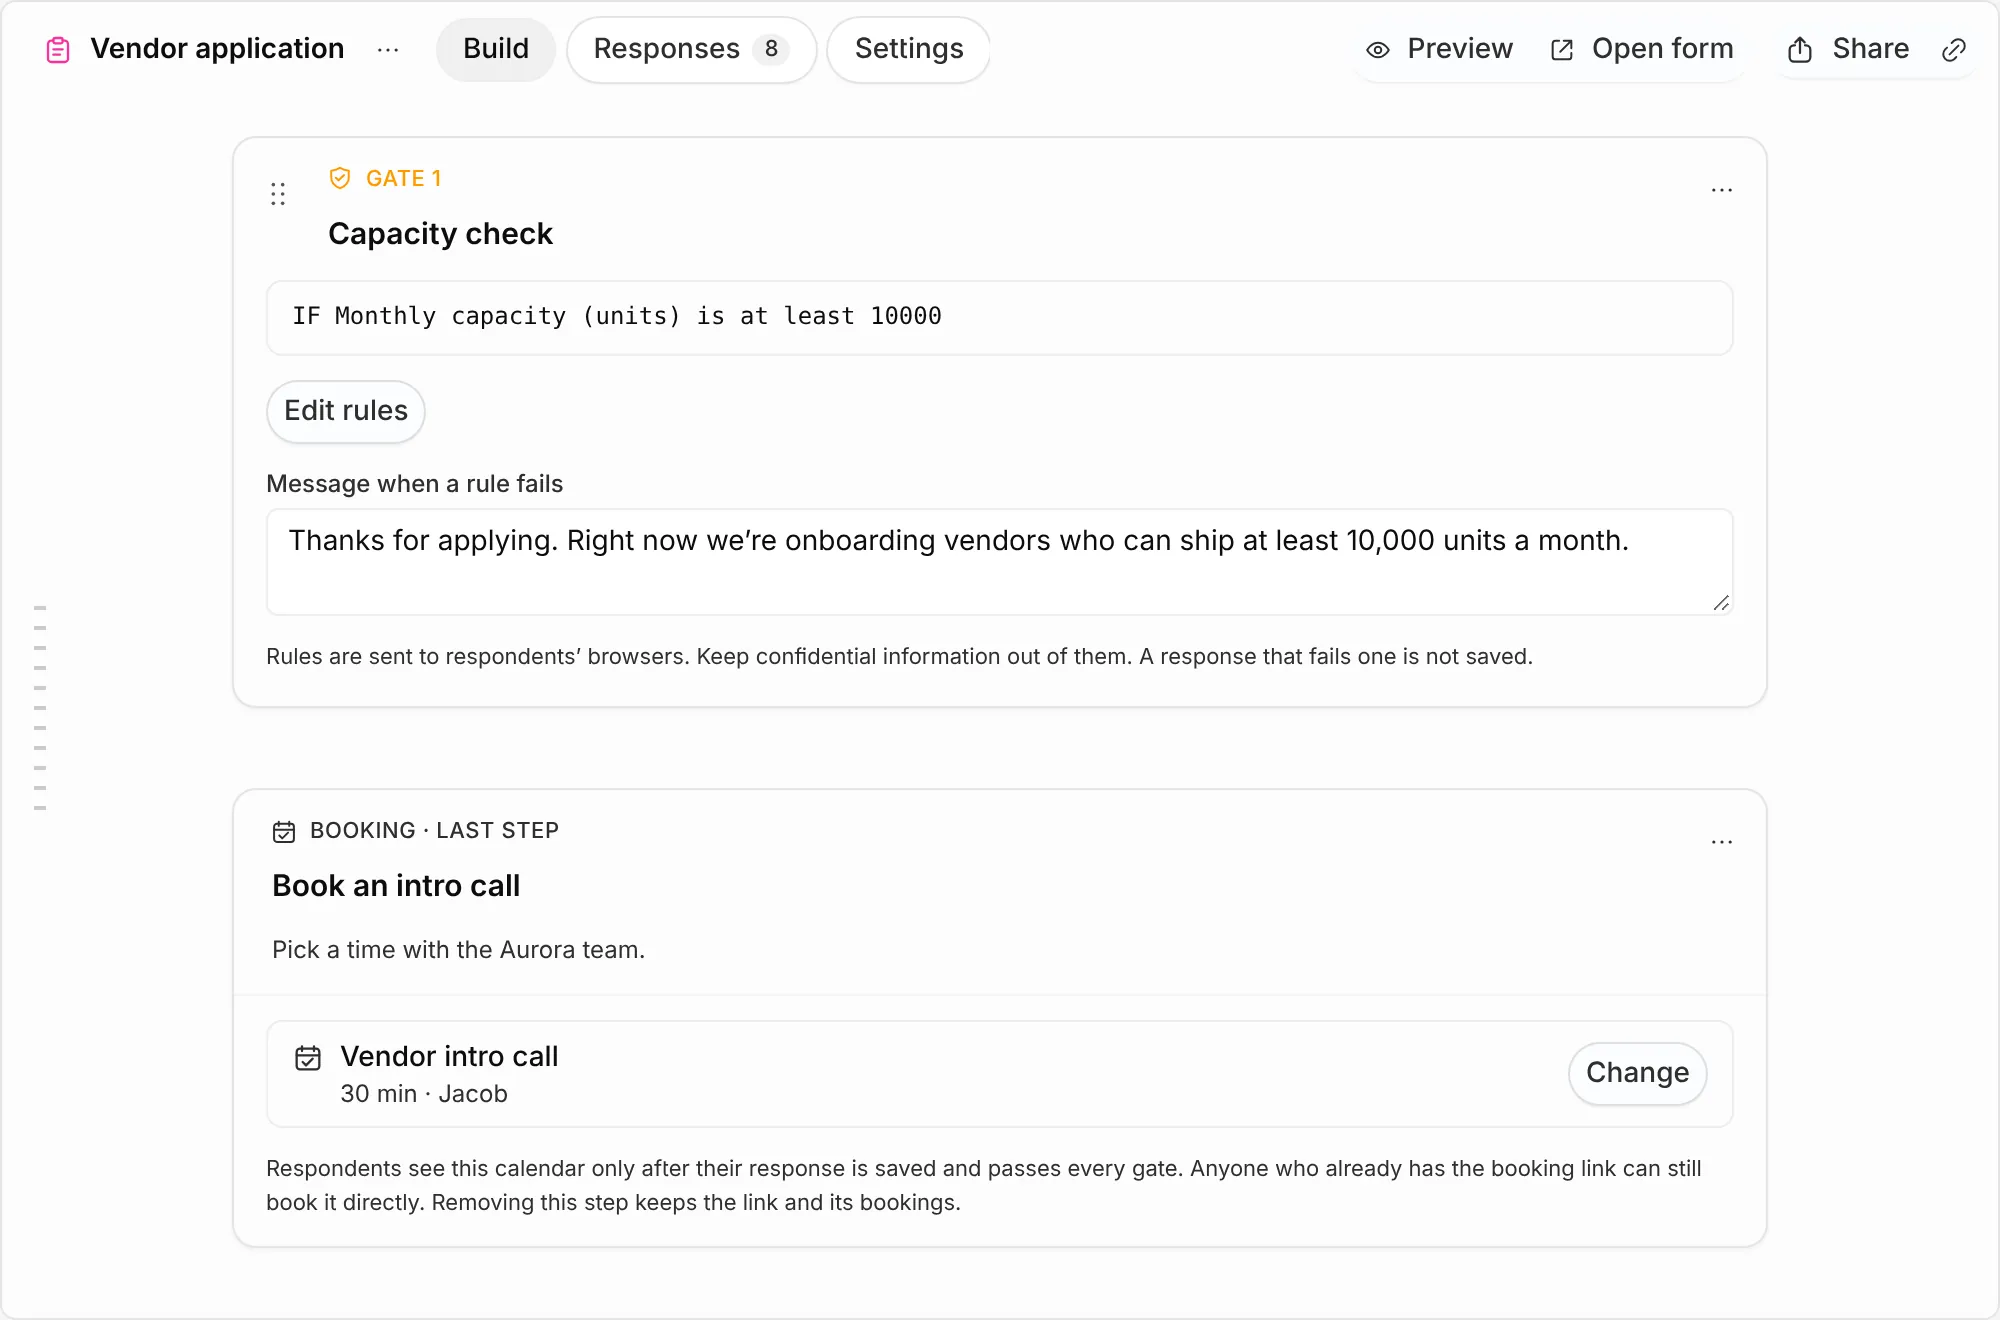 Vendor application
Build
Responses 8
Settings
Preview
Open form
Share
GATE 1
Capacity check
IF Monthly capacity (units) is at least 10000
Edit rules
Message when a rule fails
Thanks for applying. Right now we’re onboarding vendors who can ship at least 10,000 units a month.
Rules are sent to respondents’ browsers. Keep confidential information out of them. A response that fails one is not saved.
BOOKING · LAST STEP
Book an intro call
Pick a time with the Aurora team.
Vendor intro call
30 min · Jacob
Change
Respondents see this calendar only after their response is saved and passes every gate. Anyone who already has the booking link can still
book it directly. Removing this step keeps the link and its bookings.